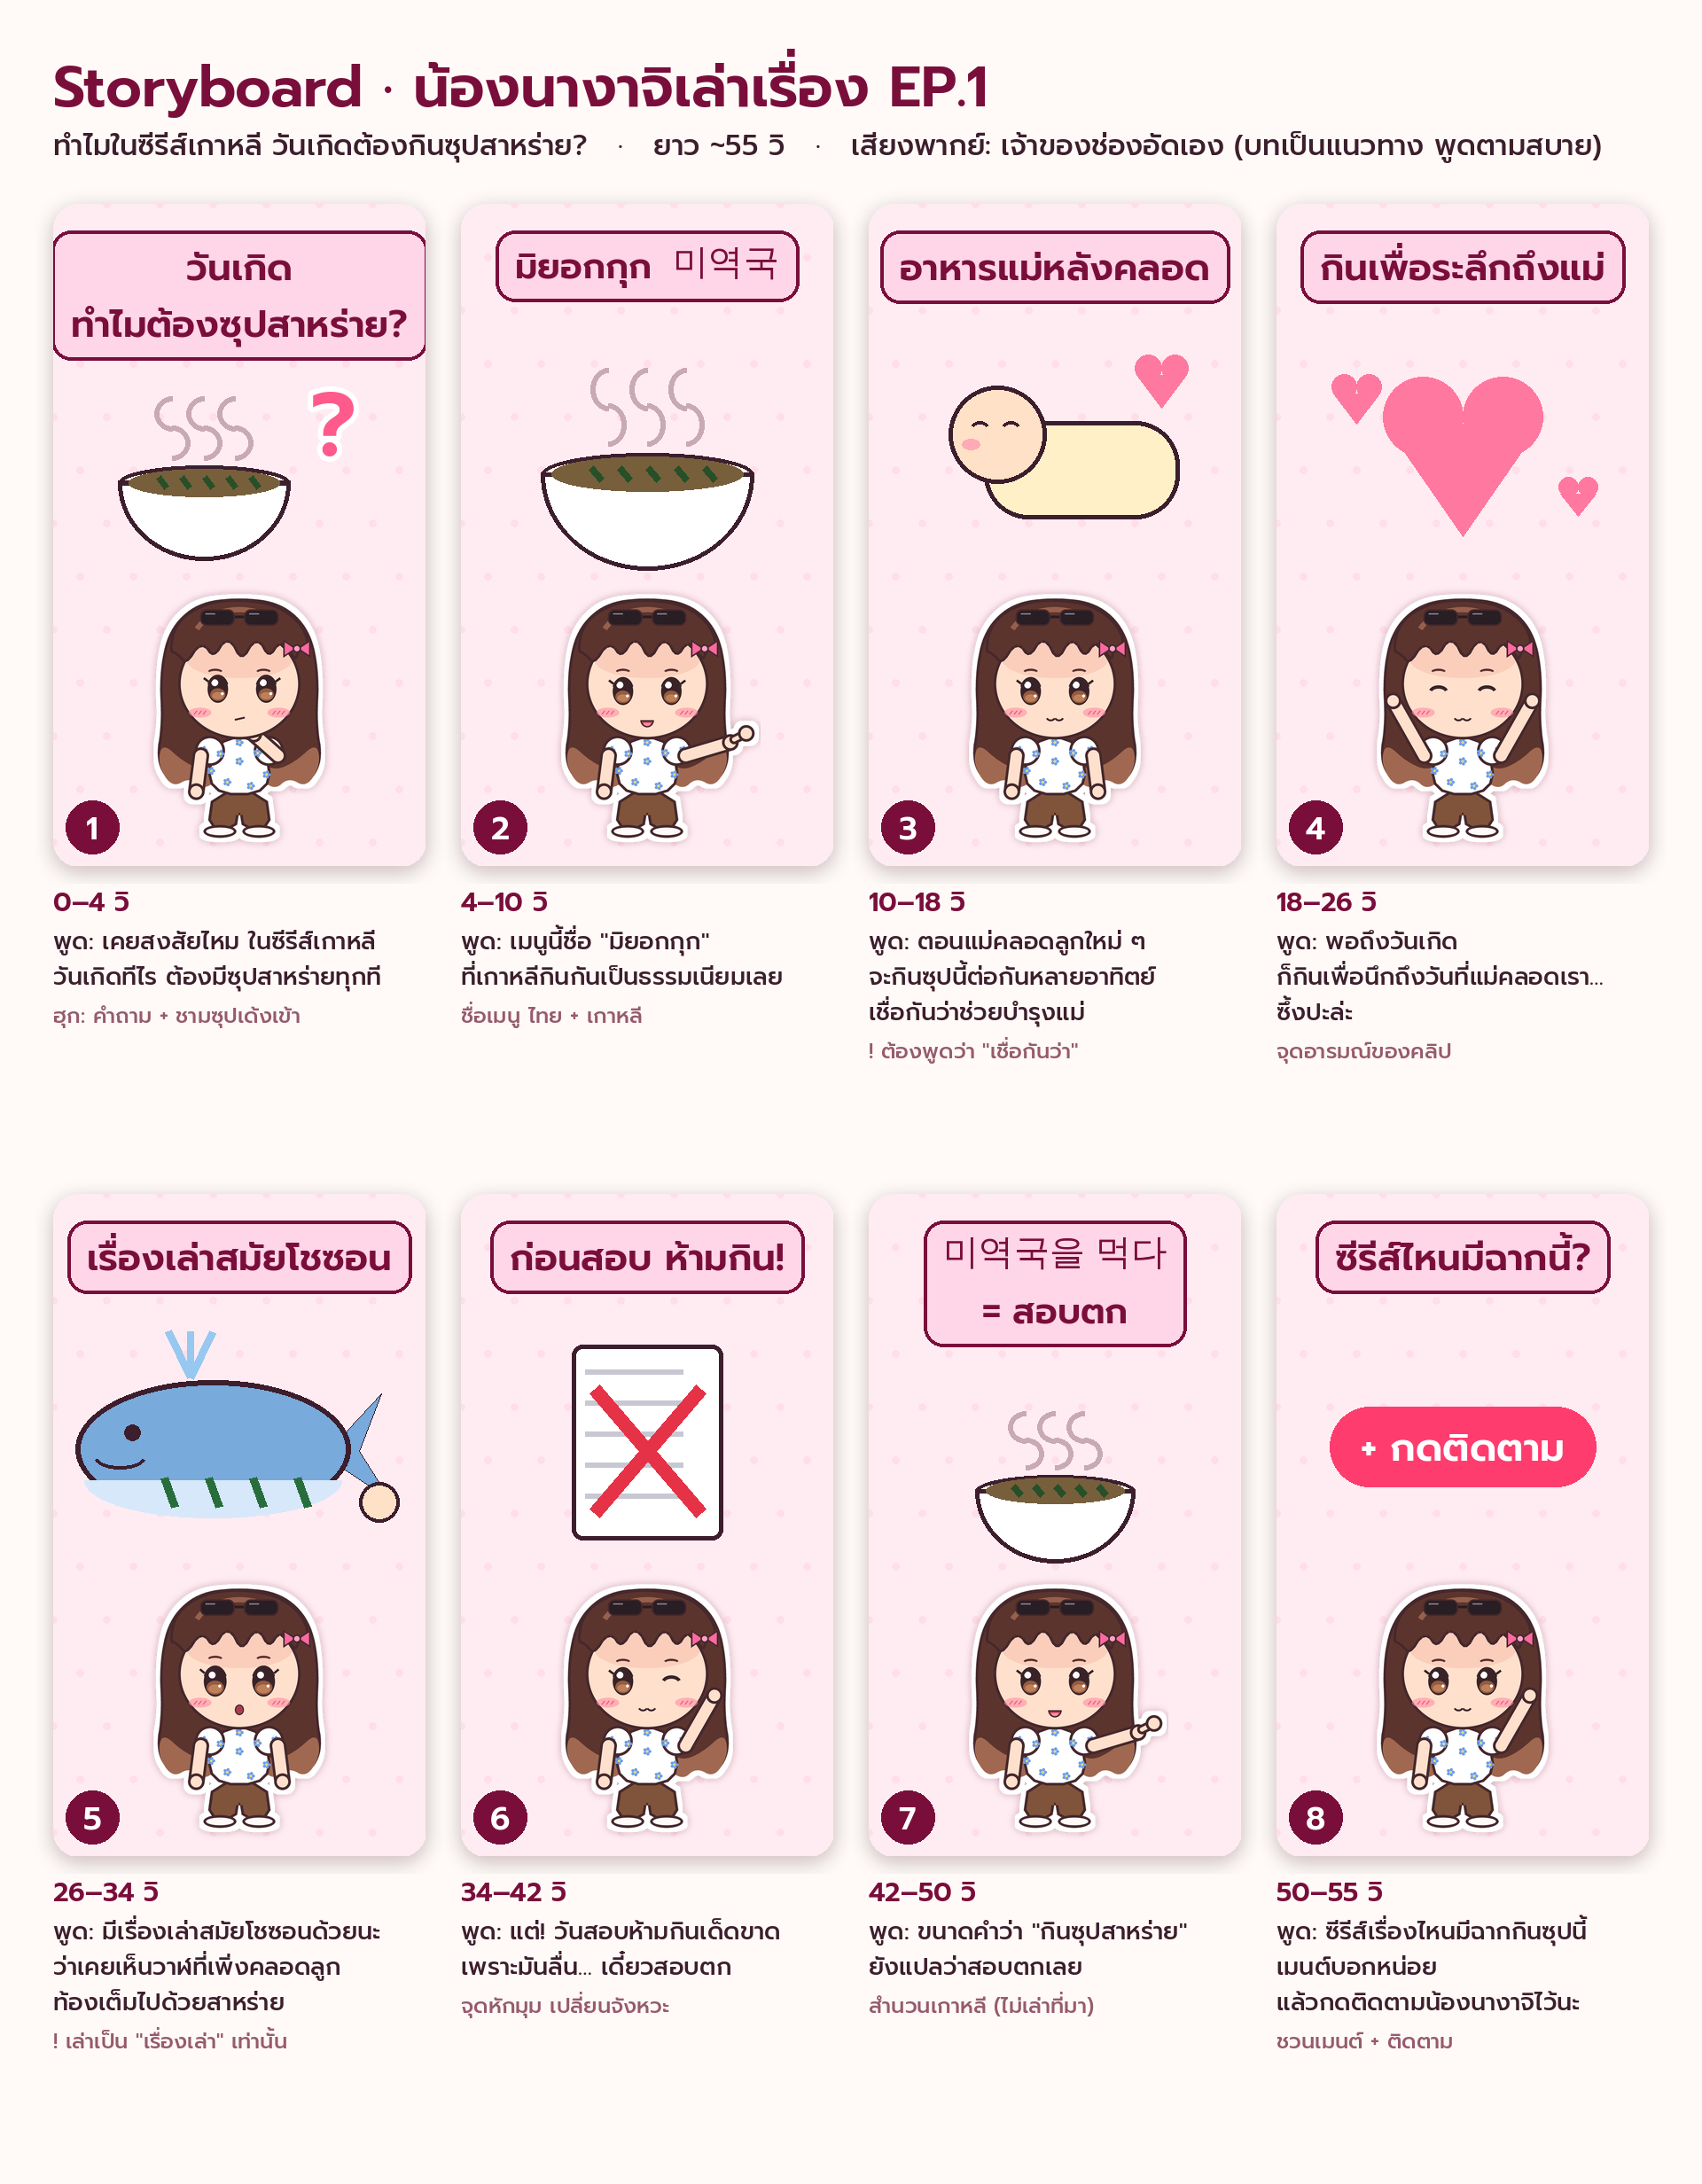 Storyboard · น้องนางาจิเล่าเรื่อง EP.1
ทำไมในซีรีส์เกาหลี วันเกิดต้องกินซุปสาหร่าย? · ยาว ~55 วิ · เสียงพากย์: เจ้าของช่องอัดเอง (บทเป็นแนวทาง พูดตามสบาย)
วันเกิด
ทำไมต้องซุปสาหร่าย?
?
1
0–4 วิ
พูด: เคยสงสัยไหม ในซีรีส์เกาหลี
วันเกิดทีไร ต้องมีซุปสาหร่ายทุกที
ฮุก: คำถาม + ชามซุปเด้งเข้า
มิยอกกุก 미역국
2
4–10 วิ
พูด: เมนูนี้ชื่อ "มิยอกกุก"
ที่เกาหลีกินกันเป็นธรรมเนียมเลย
ชื่อเมนู ไทย + เกาหลี
อาหารแม่หลังคลอด
3
10–18 วิ
พูด: ตอนแม่คลอดลูกใหม่ ๆ
จะกินซุปนี้ต่อกันหลายอาทิตย์
เชื่อกันว่าช่วยบำรุงแม่
! ต้องพูดว่า "เชื่อกันว่า"
กินเพื่อระลึกถึงแม่
4
18–26 วิ
พูด: พอถึงวันเกิด
ก็กินเพื่อนึกถึงวันที่แม่คลอดเรา...
ซึ้งปะล่ะ
จุดอารมณ์ของคลิป
เรื่องเล่าสมัยโชซอน
5
26–34 วิ
พูด: มีเรื่องเล่าสมัยโชซอนด้วยนะ
ว่าเคยเห็นวาฬที่เพิ่งคลอดลูก
ท้องเต็มไปด้วยสาหร่าย
! เล่าเป็น "เรื่องเล่า" เท่านั้น
ก่อนสอบ ห้ามกิน!
6
34–42 วิ
พูด: แต่! วันสอบห้ามกินเด็ดขาด
เพราะมันลื่น... เดี๋ยวสอบตก
จุดหักมุม เปลี่ยนจังหวะ
미역국을 먹다
= สอบตก
7
42–50 วิ
พูด: ขนาดคำว่า "กินซุปสาหร่าย"
ยังแปลว่าสอบตกเลย
สำนวนเกาหลี (ไม่เล่าที่มา)
ซีรีส์ไหนมีฉากนี้?
+ กดติดตาม
8
50–55 วิ
พูด: ซีรีส์เรื่องไหนมีฉากกินซุปนี้
เมนต์บอกหน่อย
แล้วกดติดตามน้องนางาจิไว้นะ
ชวนเมนต์ + ติดตาม